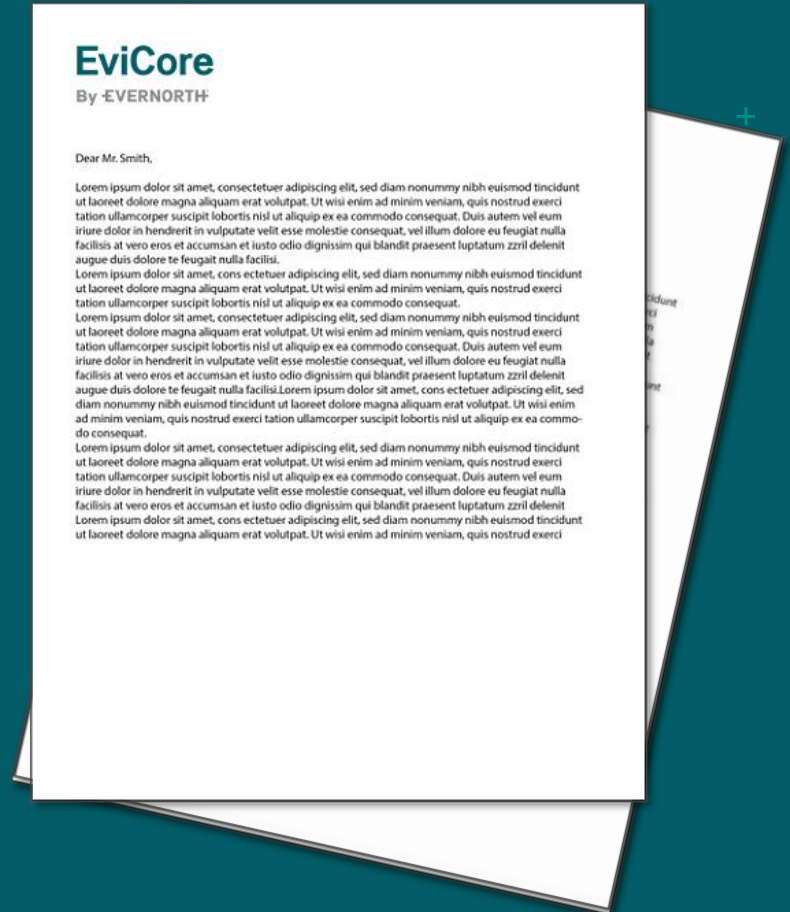 EviCore
By EVERNORTH
Dear Mr. Smith,
Lorem ipsum dolor sit amet, consectetuer adipiscing elit, sed diam nonummy nibh euismod tincidunt
ut laoreet dolore magna aliquam erat volutpat. Ut wisi enim ad minim veniam, quis nostrud exerci
tation ullamcorper suscipit lobortis nisl ut aliquip ex ea commodo consequat. Duis autem vel eum
iriure dolor in hendrerit in vulputate velit esse molestie consequat, vel illum dolore eu feugiat nulla
facilisis at vero eros et accumsan et iusto odio dignissim qui blandit praesent luptatum zzril delenit
augue duis dolore te feugait nulla facilisi.
Lorem ipsum dolor sit amet, cons ectetuer adipiscing elit, sed diam nonummy nibh euismod tincidunt
ut laoreet dolore magna aliquam erat volutpat. Ut wisi enim ad minim veniam, quis nostrud exerci
tation ullamcorper suscipit lobortis nisl ut aliquip ex ea commodo consequat.
Lorem ipsum dolor sit amet, consectetuer adipiscing elit, sed diam nonummy nibh euismod tincidunt
ut laoreet dolore magna aliquam erat volutpat. Ut wisi enim ad minim veniam, quis nostrud exerci
tation ullamcorper suscipit lobortis nisl ut aliquip ex ea commodo consequat. Duis autem vel eum
iriure dolor in hendrerit in vulputate velit esse molestie consequat, vel illum dolore eu feugiat nulla
facilisis at vero eros et accumsan et iusto odio dignissim qui blandit praesent luptatum zzril delenit
augue duis dolore te feugait nulla facilisi.Lorem ipsum dolor sit amet, cons ectetuer adipiscing elit, sed
diam nonummy nibh euismod tincidunt ut laoreet dolore magna aliquam erat volutpat. Ut wisi enim
ad minim veniam, quis nostrud exerci tation ullamcorper suscipit lobortis nisl ut aliquip ex ea commo-
do consequat.
Lorem ipsum dolor sit amet, consectetuer adipiscing elit, sed diam nonummy nibh euismod tincidunt
ut laoreet dolore magna aliquam erat volutpat. Ut wisi enim ad minim veniam, quis nostrud exerci
tation ullamcorper suscipit lobortis nisl ut aliquip ex ea commodo consequat. Duis autem vel eum
iriure dolor in hendrerit in vulputate velit esse molestie consequat, vel illum dolore eu feugiat nulla
facilisis at vero eros et accumsan et iusto odio dignissim qui blandit praesent luptatum zzril delenit
Lorem ipsum dolor sit amet, cons ectetuer adipiscing elit, sed diam nonummy nibh euismod tincidunt
ut laoreet dolore magna aliquam erat volutpat. Ut wisi enim ad minim veniam, quis nostrud exerci